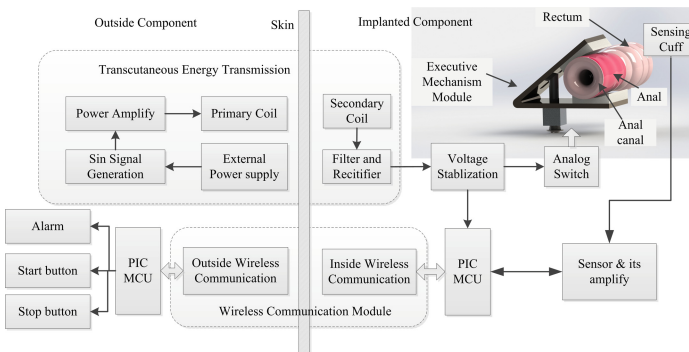 Outside Component
Skin
Implanted Component
Rectum
Sensing
Cuff
Transcutaneous Energy Transmission
Executive
Mechanism
Module
Anal
Anal
canal
Power Amplify
Primary Coil
Secondary
Coil
Sin Signal
Generation
External
Power supply
Filter and
Recitifier
Voltage
Stablization
Analog
Switch
Alarm
Start button
Stop button
PIC
MCU
Outside Wireless
Communication
Inside Wireless
Communication
PIC
MCU
Sensor & its
amplify
Wireless Communication Module